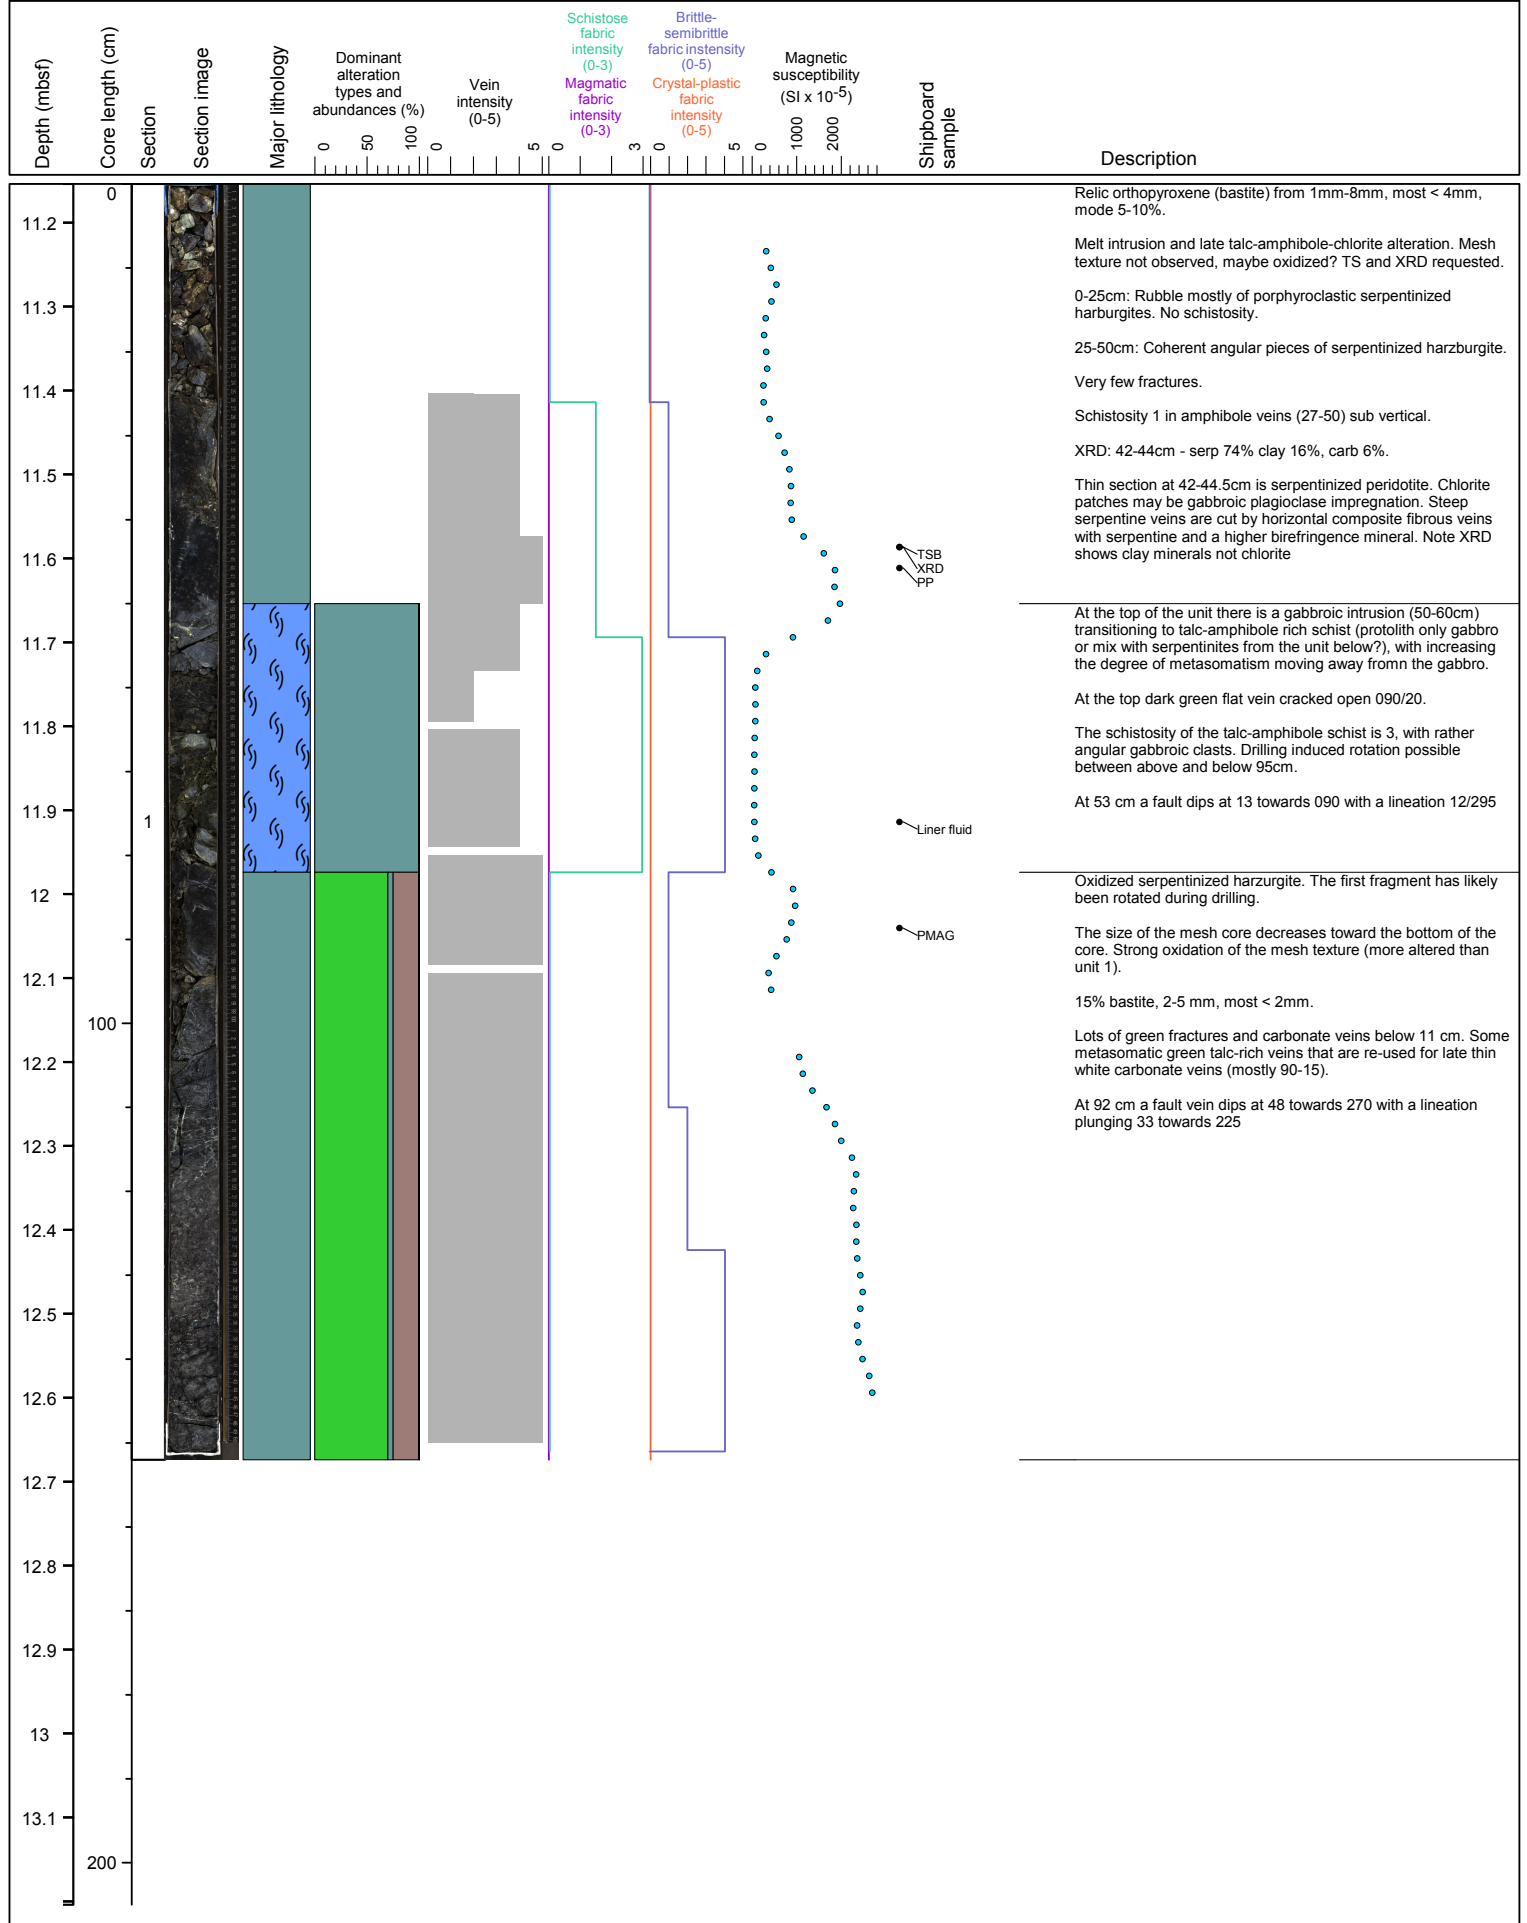 Depth (mbsf)
Core length (cm)
Section
Section image
Major lithology
Dominant
alteration
types and
abundances (%)
0 50 100
Vein
intensity
(0-5)
0 5
Schistose
fabric
intensity
(0-3)
Magmatic
fabric
intensity
(0-3)
0 3
Brittle-
semibrittle
fabric instensity
(0-5)
Crystal-plastic
fabric
intensity
(0-5)
0 5
Magnetic
susceptibility
(SI x 10-5)
0 1000 2000
Shipboard
sample
Description
11.2
11.3
11.4
11.5
11.6
11.7
11.8
11.9
12
12.1
12.2
12.3
12.4
12.5
12.6
12.7
12.8
12.9
13
13.1
0
100
200
1
TSB
XRD
PP
Liner fluid
PMAG
Relic orthopyroxene (bastite) from 1mm-8mm, most < 4mm,
mode 5-10%.
Melt intrusion and late talc-amphibole-chlorite alteration. Mesh
texture not observed, maybe oxidized? TS and XRD requested.
0-25cm: Rubble mostly of porphyroclastic serpentinized
harburgites. No schistosity.
25-50cm: Coherent angular pieces of serpentinized harzburgite.
Very few fractures.
Schistosity 1 in amphibole veins (27-50) sub vertical.
XRD: 42-44cm - serp 74% clay 16%, carb 6%.
Thin section at 42-44.5cm is serpentinized peridotite. Chlorite
patches may be gabbroic plagioclase impregnation. Steep
serpentine veins are cut by horizontal composite fibrous veins
with serpentine and a higher birefringence mineral. Note XRD
shows clay minerals not chlorite
At the top of the unit there is a gabbroic intrusion (50-60cm)
transitioning to talc-amphibole rich schist (protolith only gabbro
or mix with serpentinites from the unit below?), with increasing
the degree of metasomatism moving away fromn the gabbro.
At the top dark green flat vein cracked open 090/20.
The schistosity of the talc-amphibole schist is 3, with rather
angular gabbroic clasts. Drilling induced rotation possible
between above and below 95cm.
At 53 cm a fault dips at 13 towards 090 with a lineation 12/295
Oxidized serpentinized harzurgite. The first fragment has likely
been rotated during drilling.
The size of the mesh core decreases toward the bottom of the
core. Strong oxidation of the mesh texture (more altered than
unit 1).
15% bastite, 2-5 mm, most < 2mm.
Lots of green fractures and carbonate veins below 11 cm. Some
metasomatic green talc-rich veins that are re-used for late thin
white carbonate veins (mostly 90-15).
At 92 cm a fault vein dips at 48 towards 270 with a lineation
plunging 33 towards 225